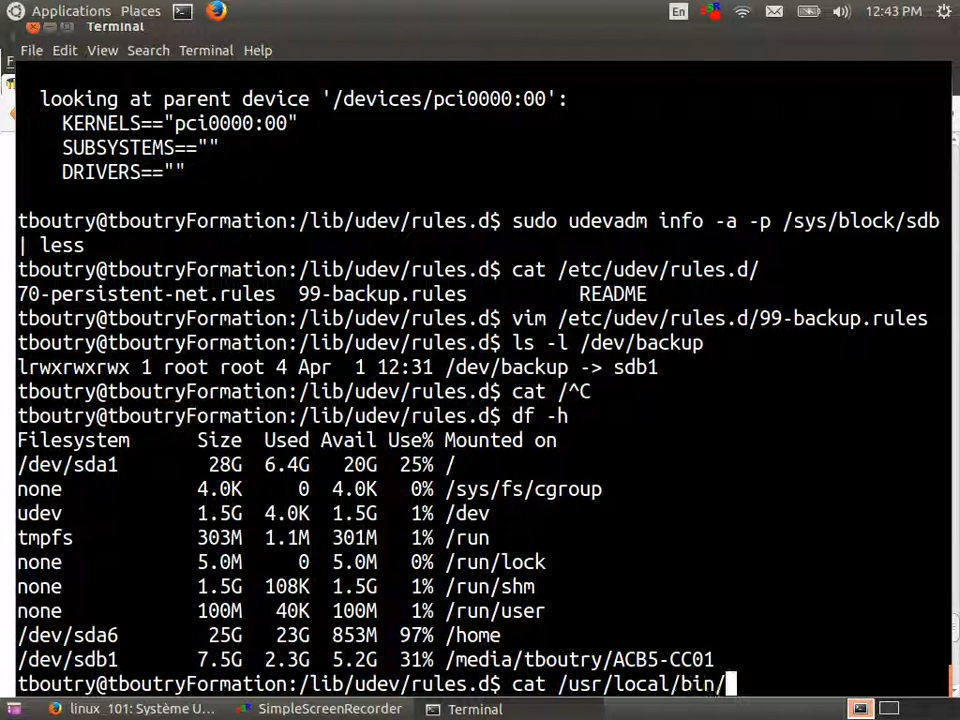 Applications Places En 12:43 PM
Terminal
File Edit View Search Terminal Help
looking at parent device '/devices/pci0000:00':
KERNELS=="pci0000:00"
SUBSYSTEMS==""
DRIVERS==""
tboutry@tboutryFormation:/lib/udev/rules.d$ sudo udevadm info -a -p /sys/block/sdb
| less
tboutry@tboutryFormation:/lib/udev/rules.d$ cat /etc/udev/rules.d/
70-persistent-net.rules 99-backup.rules README
tboutry@tboutryFormation:/lib/udev/rules.d$ vim /etc/udev/rules.d/99-backup.rules
tboutry@tboutryFormation:/lib/udev/rules.d$ ls -l /dev/backup
lrwxrwxrwx 1 root root 4 Apr 1 12:31 /dev/backup -> sdb1
tboutry@tboutryFormation:/lib/udev/rules.d$ cat /^C
tboutry@tboutryFormation:/lib/udev/rules.d$ df -h
Filesystem Size Used Avail Use% Mounted on
/dev/sda1 28G 6.4G 20G 25% /
none 4.0K 0 4.0K 0% /sys/fs/cgroup
udev 1.5G 4.0K 1.5G 1% /dev
tmpfs 303M 1.1M 301M 1% /run
none 5.0M 0 5.0M 0% /run/lock
none 1.5G 108K 1.5G 1% /run/shm
none 100M 40K 100M 1% /run/user
/dev/sda6 25G 23G 853M 97% /home
/dev/sdb1 7.5G 2.3G 5.2G 31% /media/tboutry/ACB5-CC01
tboutry@tboutryFormation:/lib/udev/rules.d$ cat /usr/local/bin/
linux_101: Système U... SimpleScreenRecorder Terminal